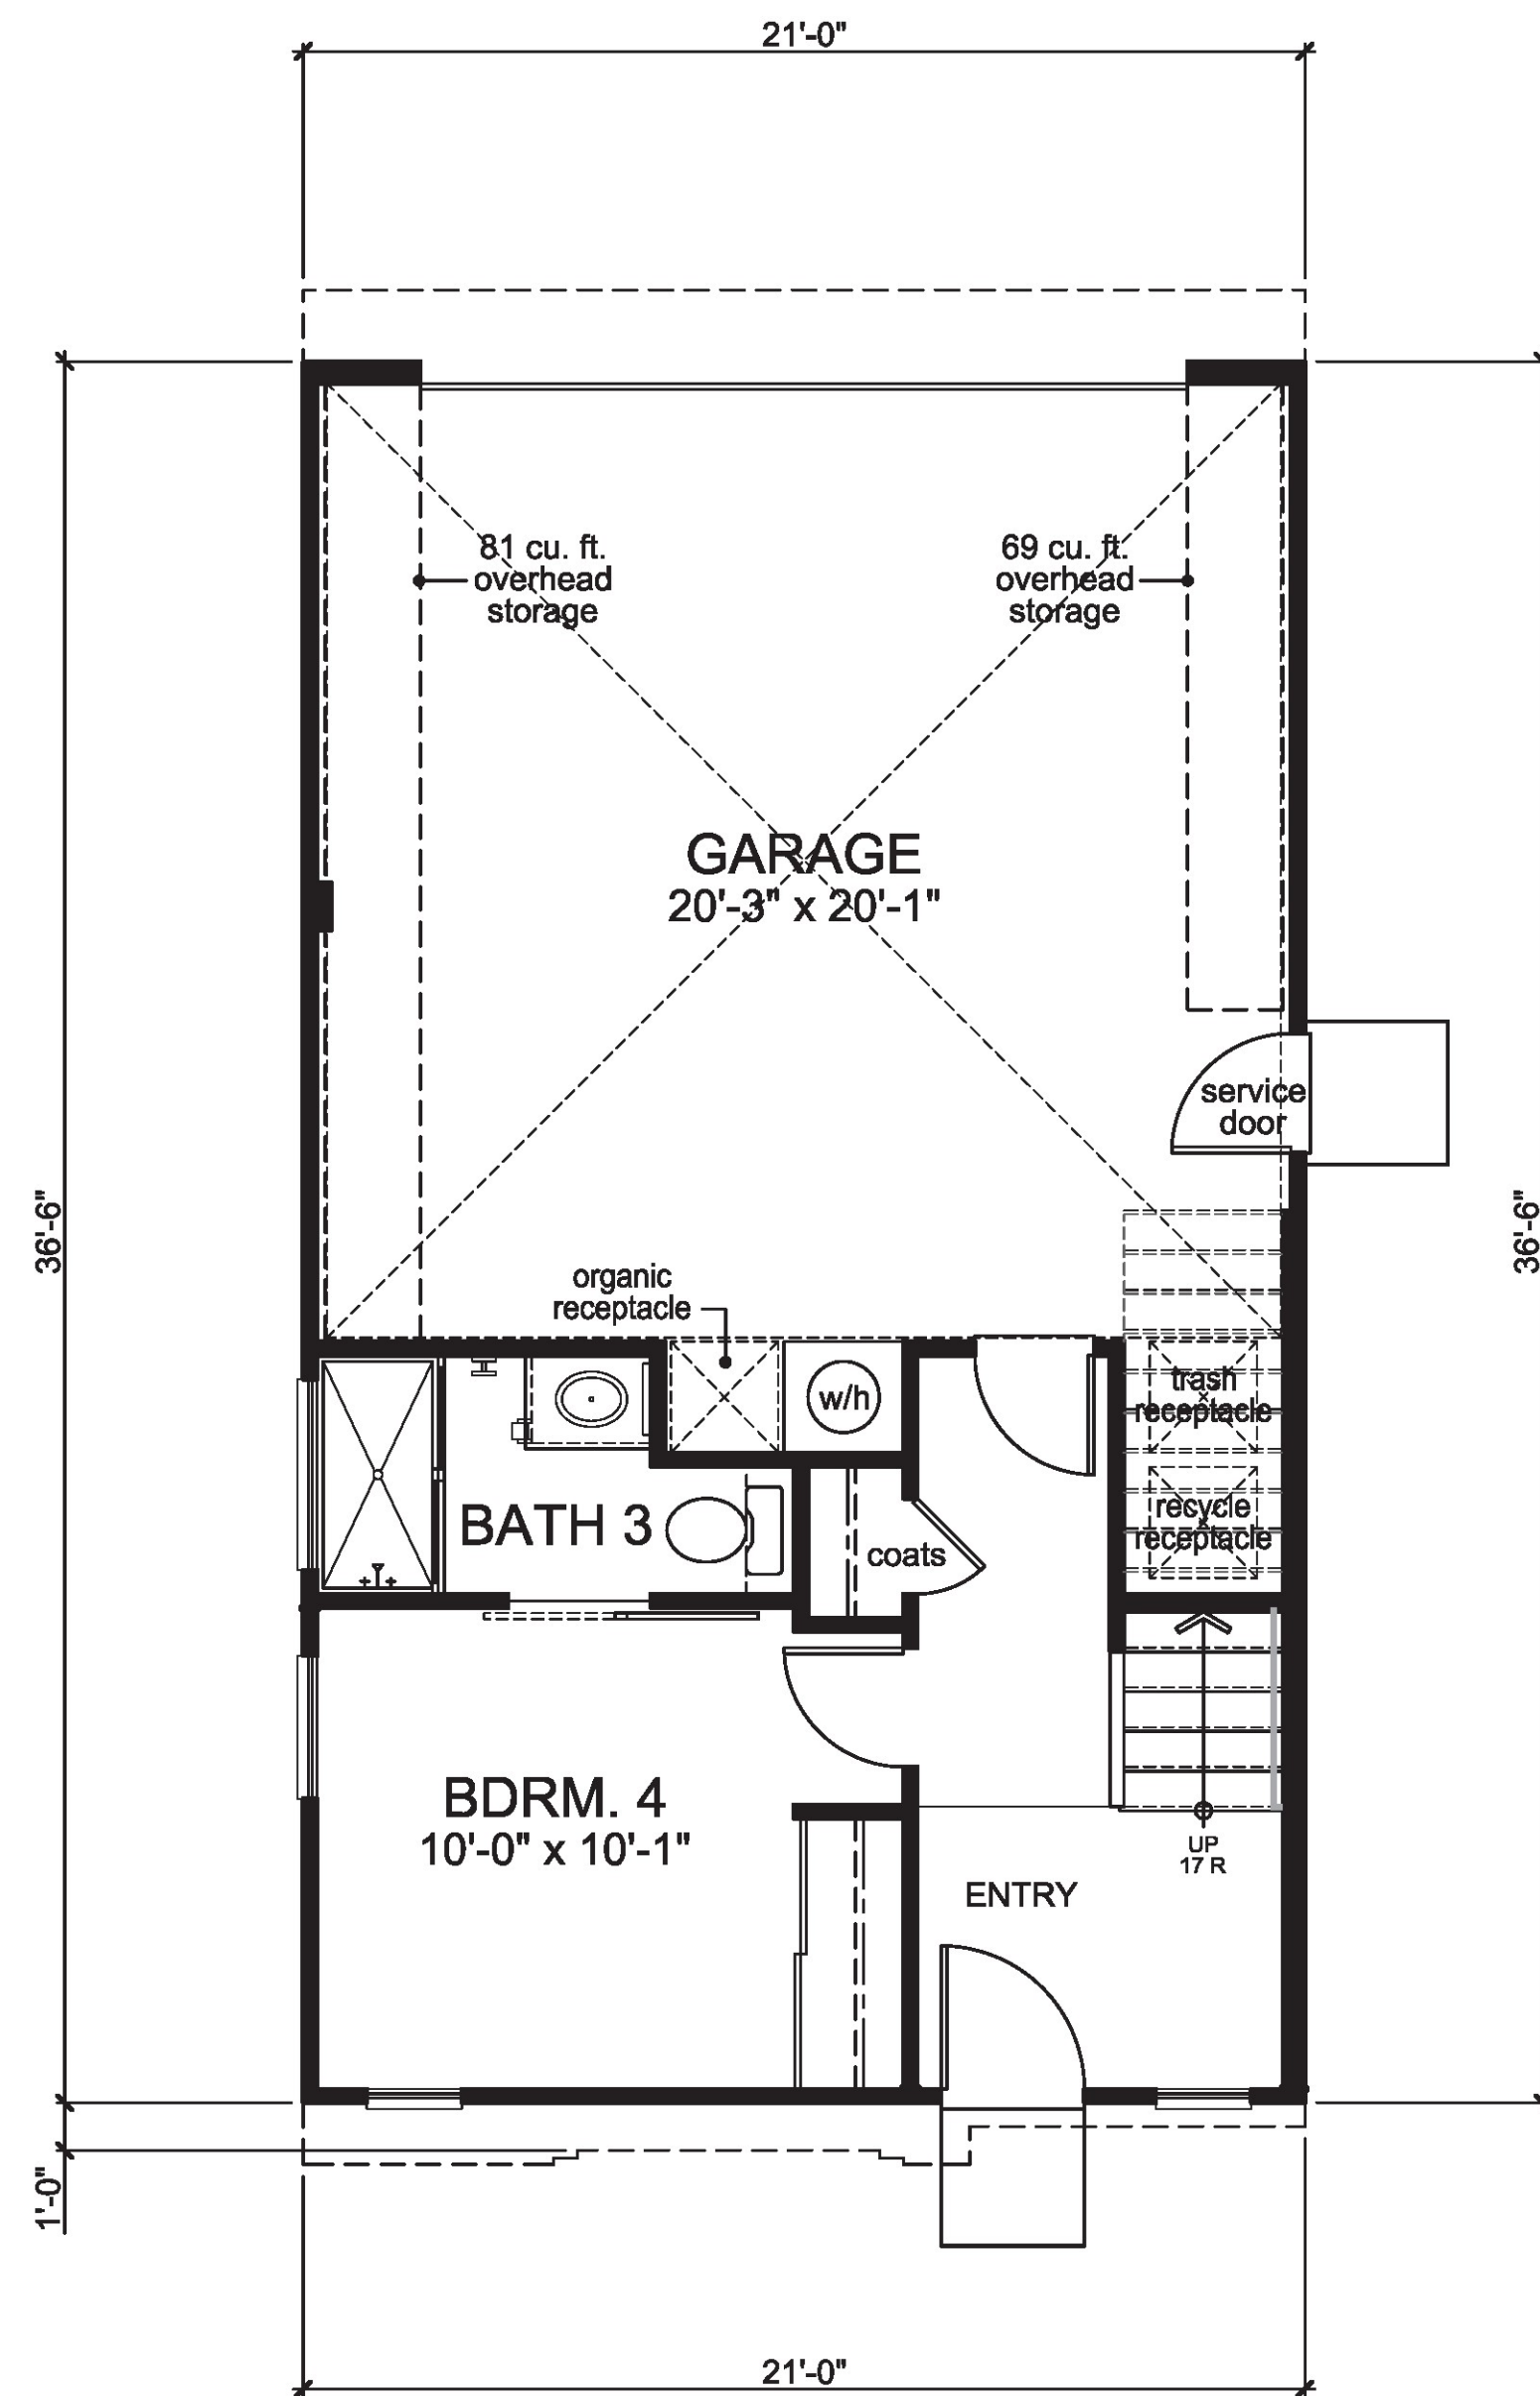 21'-0"
81 cu. ft.
overhead
storage
69 cu. ft.
overhead
storage
GARAGE
20'-3" x 20'-1"
service
door
36'-6"
36'-6"
organic
receptacle
w/h
trash
receptacle
BATH 3
recycle
receptacle
coats
BDRM. 4
10'-0" x 10'-1"
UP
17 R
ENTRY
1'-0"
21'-0"